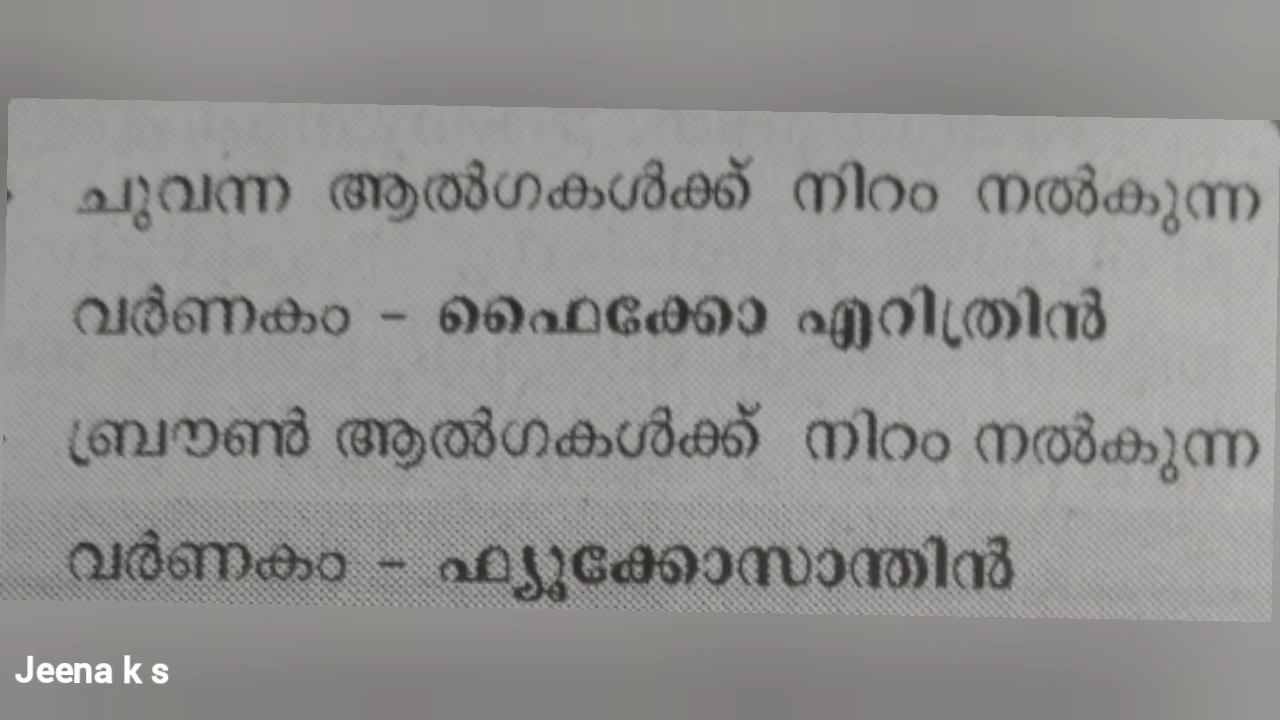 ചുവന്ന ആൽഗകൾക്ക് നിറം നൽകുന്ന
വർണകം - ഫൈക്കോ എറിത്രിൻ
ബ്രൗൺ ആൽഗകൾക്ക് നിറം നൽകുന്ന
വർണകം - ഫ്യൂക്കോസാന്തിൻ
Jeena k s